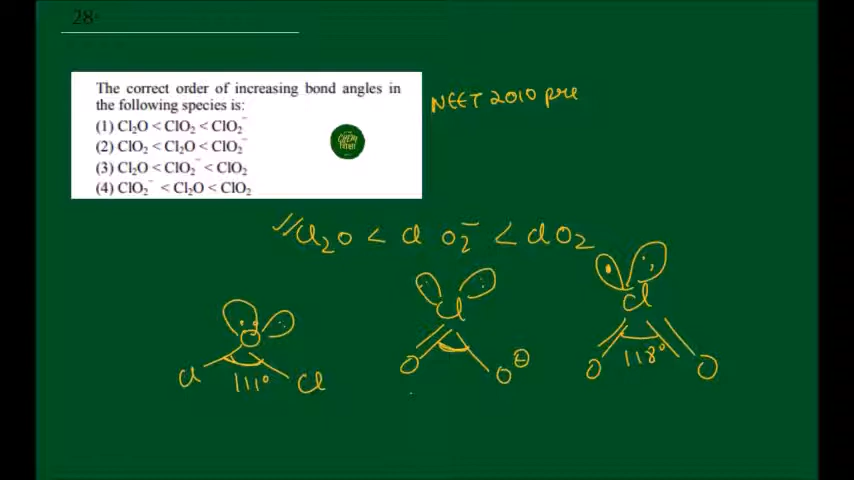 28
The correct order of increasing bond angles in
the following species is:
(1) Cl₂O < ClO₂ < ClO₂⁻
(2) ClO₂ < Cl₂O < ClO₂⁻
(3) Cl₂O < ClO₂⁻ < ClO₂
(4) ClO₂⁻ < Cl₂O < ClO₂
NEET 2010 pre
Cl₂O < ClO₂⁻ < ClO₂
O
Cl Cl
111°
Cl
O O⊖
Cl
O O
118°